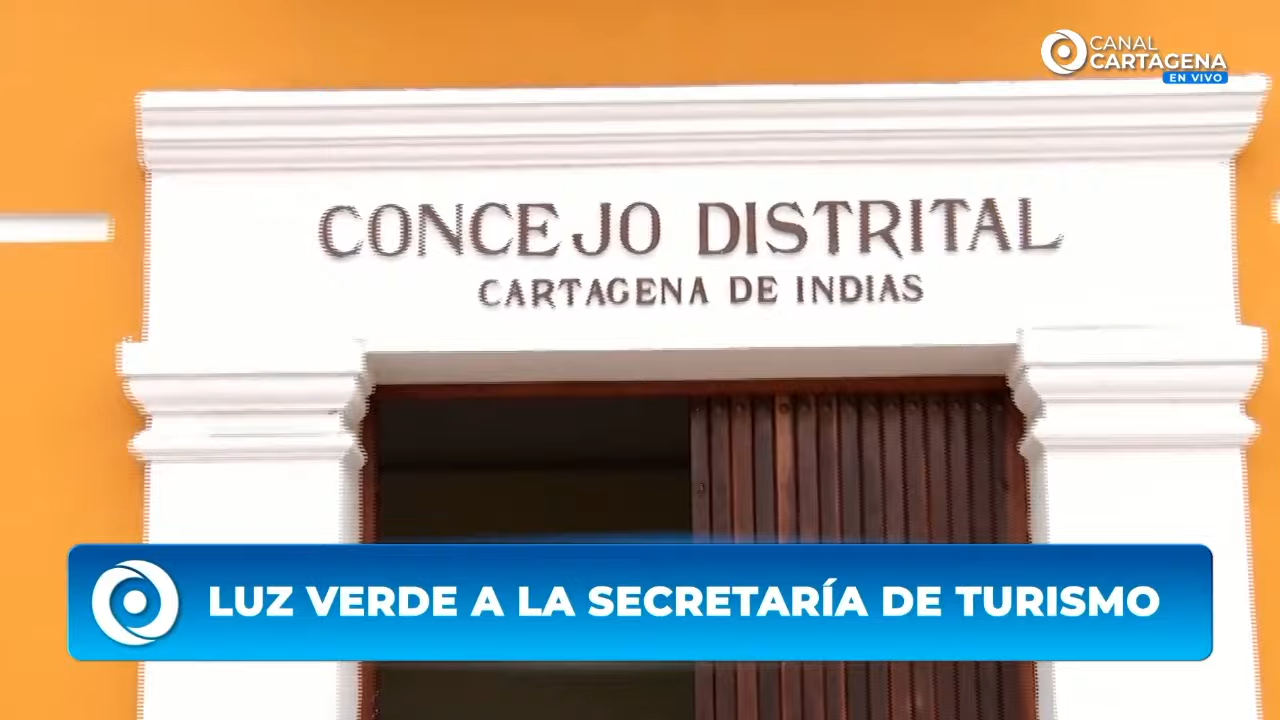 CANAL
CARTAGENA
EN VIVO
CONCEJO DISTRITAL
CARTAGENA DE INDIAS
LUZ VERDE A LA SECRETARÍA DE TURISMO